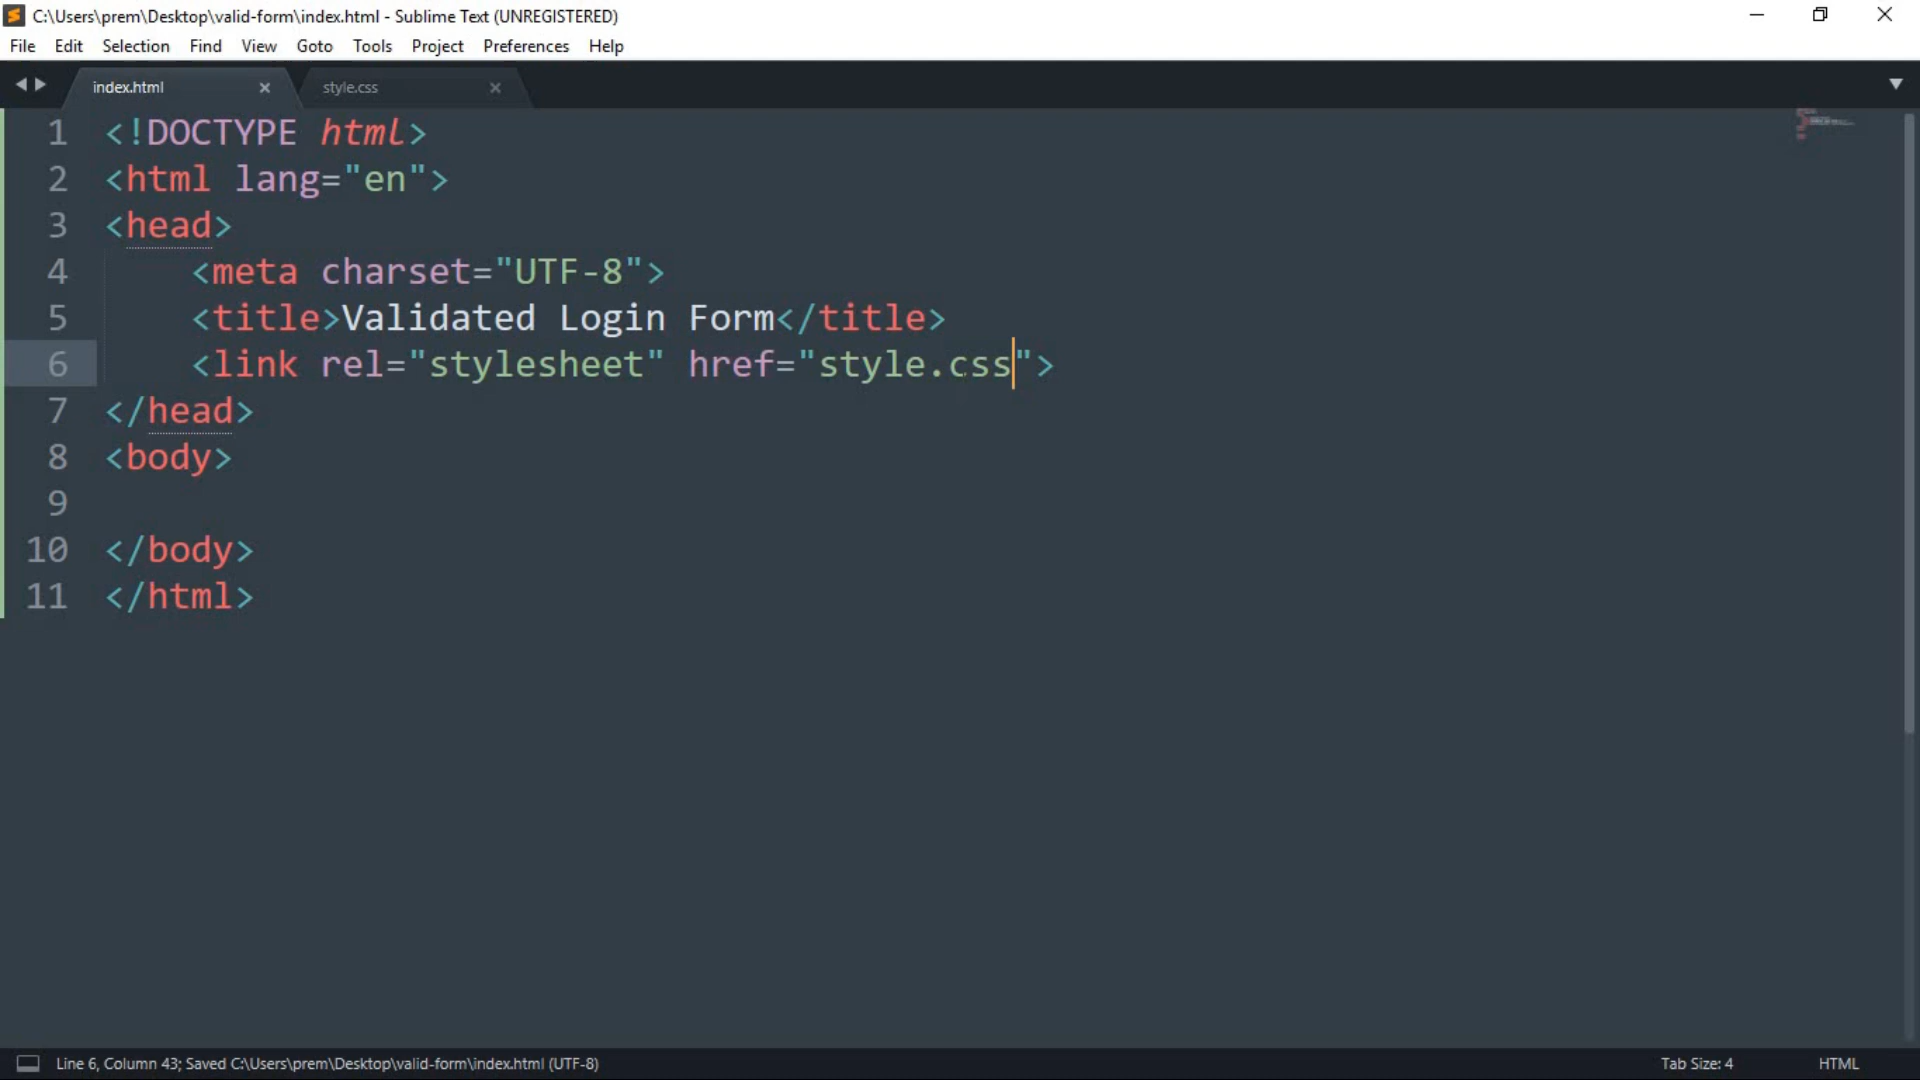 C:\Users\prem\Desktop\valid-form\index.html - Sublime Text (UNREGISTERED)
File Edit Selection Find View Goto Tools Project Preferences Help
index.html style.css
1 <!DOCTYPE html>
2 <html lang="en">
3 <head>
4     <meta charset="UTF-8">
5     <title>Validated Login Form</title>
6     <link rel="stylesheet" href="style.css">
7 </head>
8 <body>
9
10 </body>
11 </html>
Line 6, Column 43; Saved C:\Users\prem\Desktop\valid-form\index.html (UTF-8) Tab Size: 4 HTML